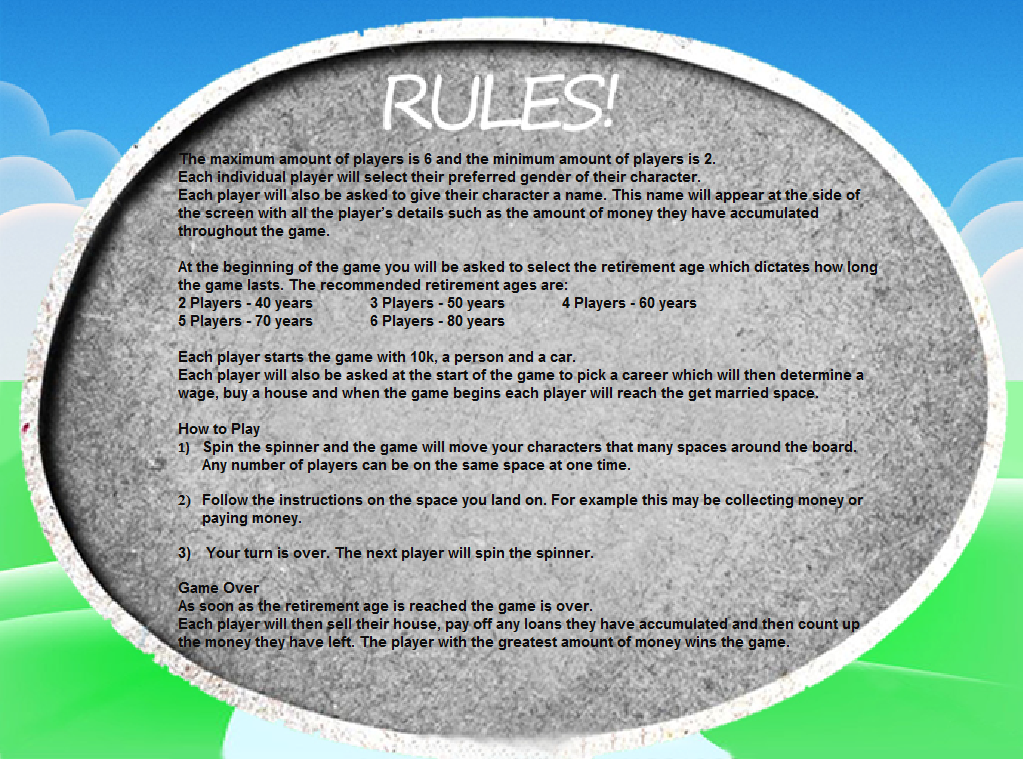 RULES!
The maximum amount of players is 6 and the minimum amount of players is 2.
Each individual player will select their preferred gender of their character.
Each player will also be asked to give their character a name. This name will appear at the side of
the screen with all the player's details such as the amount of money they have accumulated
throughout the game.
At the beginning of the game you will be asked to select the retirement age which dictates how long
the game lasts. The recommended retirement ages are:
2 Players - 40 years 3 Players - 50 years 4 Players - 60 years
5 Players - 70 years 6 Players - 80 years
Each player starts the game with 10k, a person and a car.
Each player will also be asked at the start of the game to pick a career which will then determine a
wage, buy a house and when the game begins each player will reach the get married space.
How to Play
1) Spin the spinner and the game will move your characters that many spaces around the board.
Any number of players can be on the same space at one time.
2) Follow the instructions on the space you land on. For example this may be collecting money or
paying money.
3) Your turn is over. The next player will spin the spinner.
Game Over
As soon as the retirement age is reached the game is over.
Each player will then sell their house, pay off any loans they have accumulated and then count up
the money they have left. The player with the greatest amount of money wins the game.